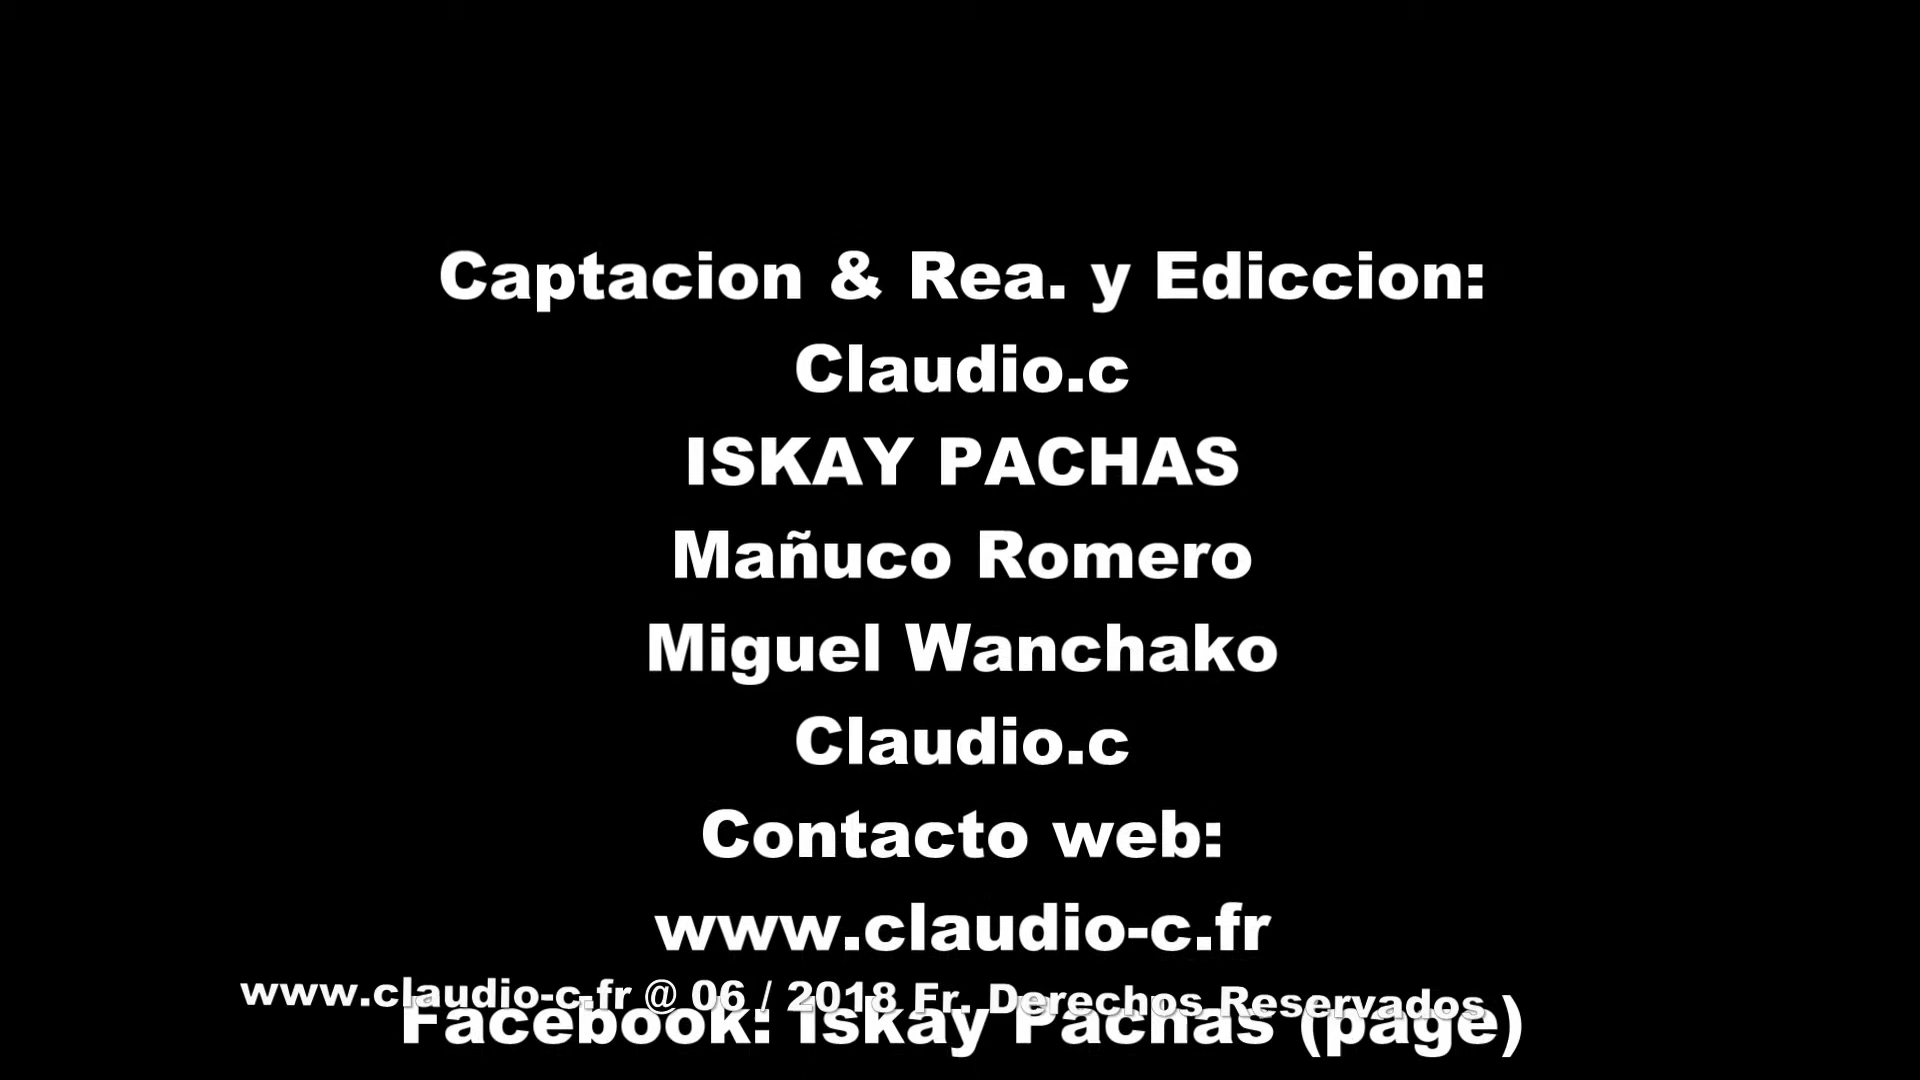 Captacion & Rea. y Ediccion:
Claudio.c
ISKAY PACHAS
Mañuco Romero
Miguel Wanchako
Claudio.c
Contacto web:
www.claudio-c.fr
www.claudio-c.fr @ 06 / 2018 Fr. Derechos Reservados
Facebook: Iskay Pachas (page)